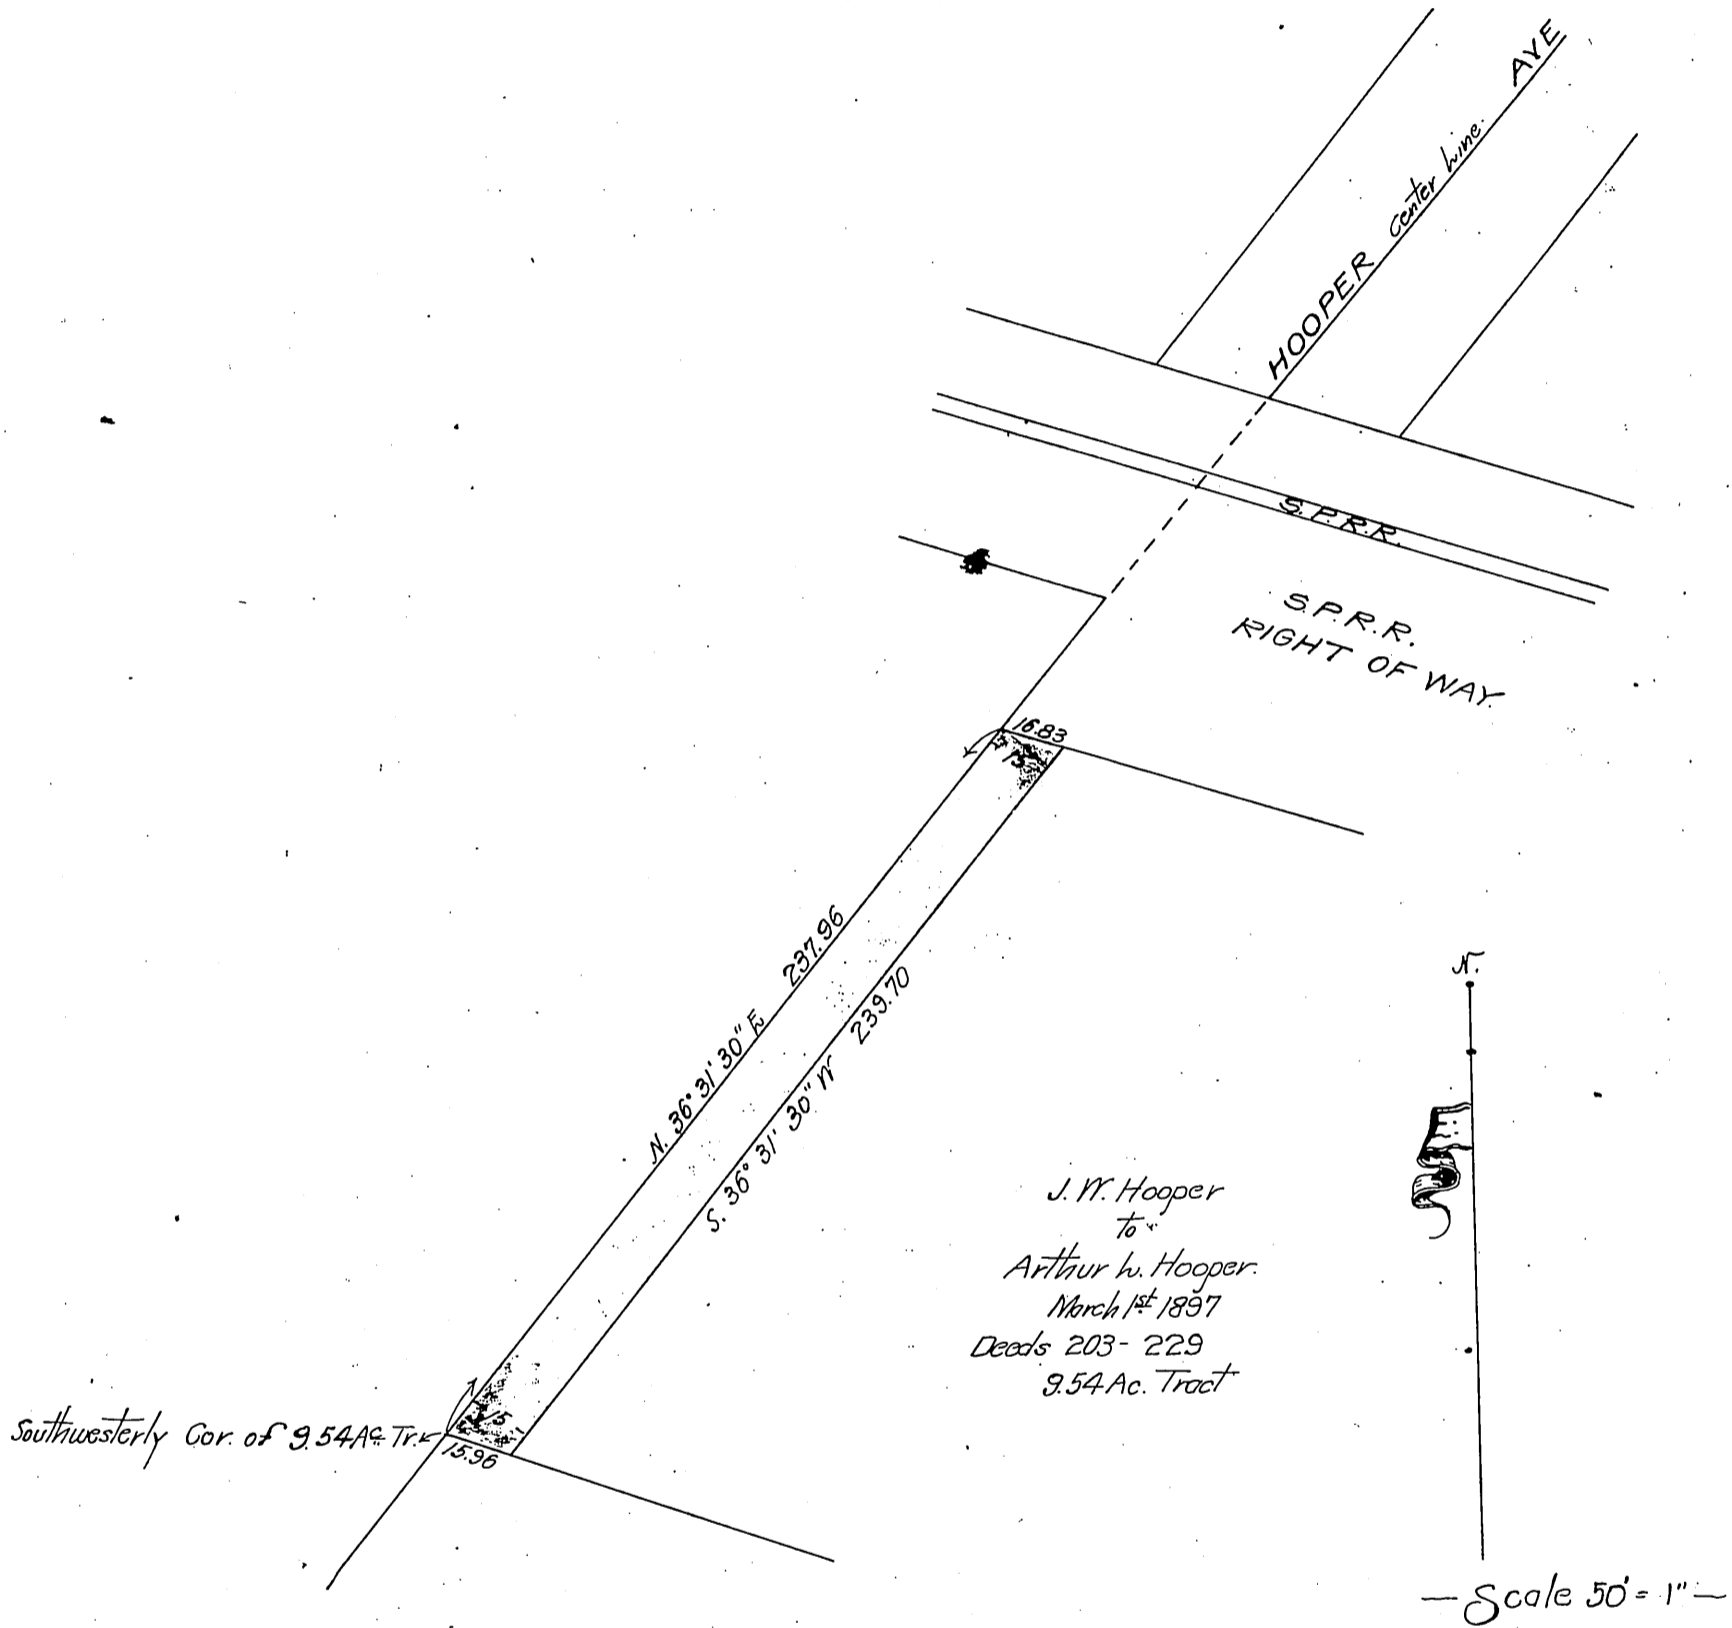 HOOPER Center Line. AVE
S.P.R.R.
S.P.R.R.
RIGHT OF WAY.
16.83
15
N. 36° 31' 30" E 237.96
S. 36° 31' 30" W 239.70
N.
J. W. Hooper
to
Arthur L. Hooper.
March 1st 1897
Deeds 203-229
9.54 Ac. Tract
Southwesterly Cor. of 9.54 Ac. Tr.
15
15.96
— Scale 50' = 1" —